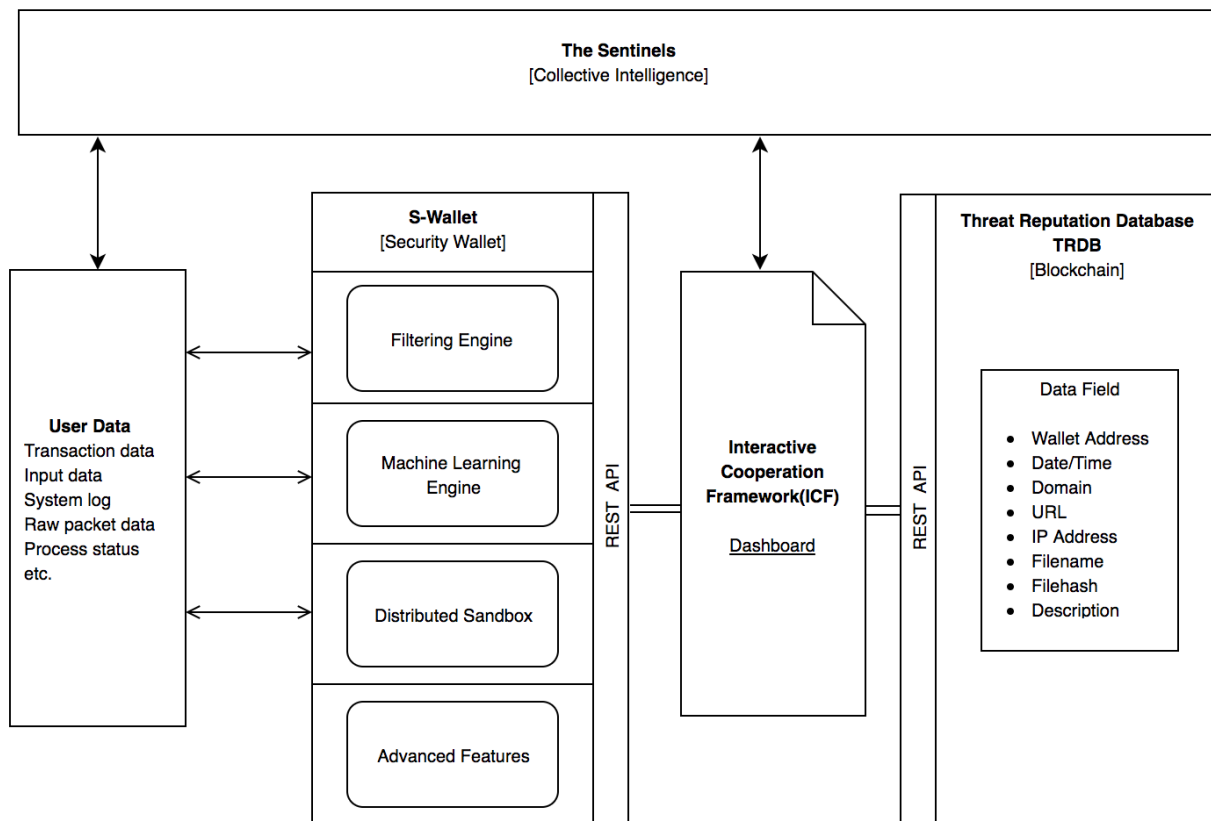 The Sentinels
[Collective Intelligence]
User Data
Transaction data
Input data
System log
Raw packet data
Process status
etc.
S-Wallet
[Security Wallet]
Filtering Engine
Machine Learning
Engine
Distributed Sandbox
Advanced Features
REST API
Interactive
Cooperation
Framework(ICF)
Dashboard
REST API
Threat Reputation Database
TRDB
[Blockchain]
Data Field
● Wallet Address
● Date/Time
● Domain
● URL
● IP Address
● Filename
● Filehash
● Description